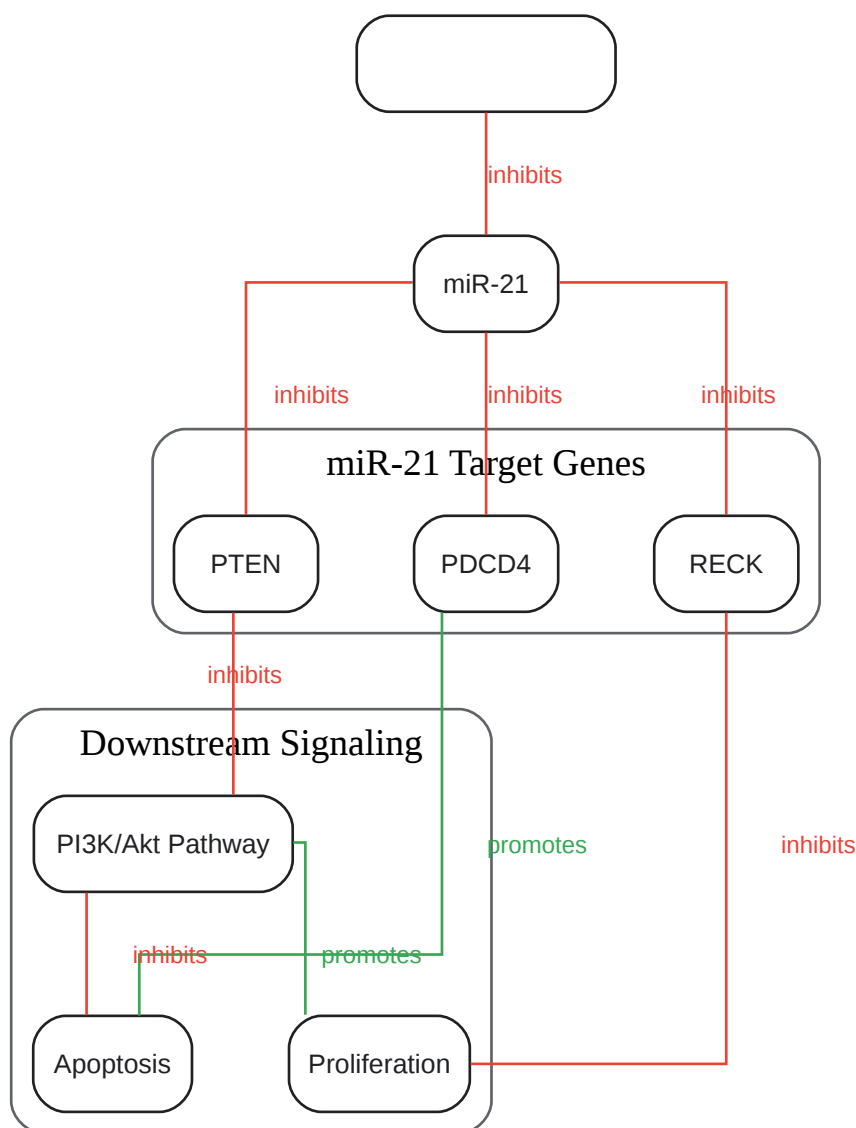 inhibits
miR-21
inhibits
inhibits
inhibits
miR-21 Target Genes
PTEN
PDCD4
RECK
inhibits
Downstream Signaling
PI3K/Akt Pathway
promotes
inhibits
inhibits
promotes
Apoptosis
Proliferation